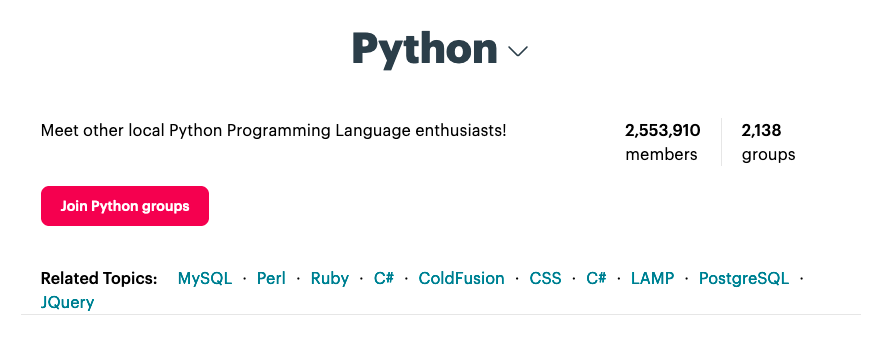 Python
Meet other local Python Programming Language enthusiasts!
2,553,910
members
2,138
groups
Join Python groups
Related Topics: MySQL · Perl · Ruby · C# · ColdFusion · CSS · C# · LAMP · PostgreSQL ·
JQuery